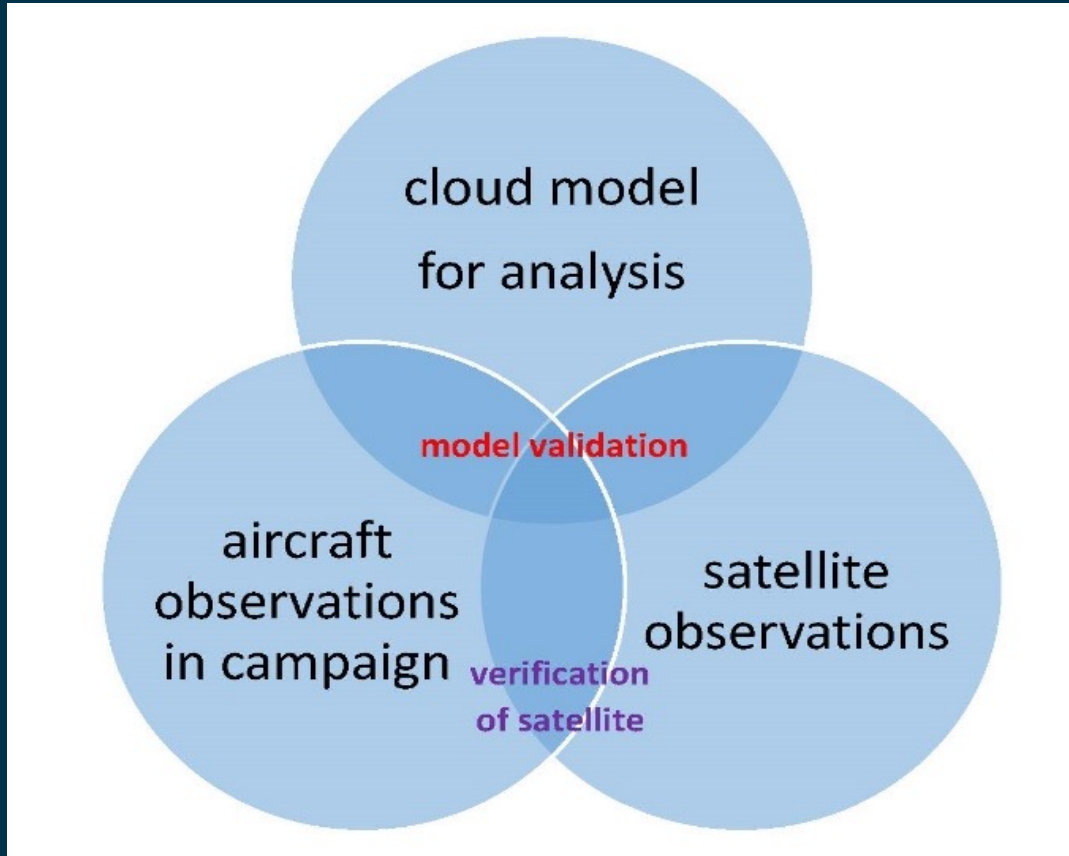 cloud model
for analysis
model validation
aircraft
observations
in campaign
satellite
observations
verification
of satellite